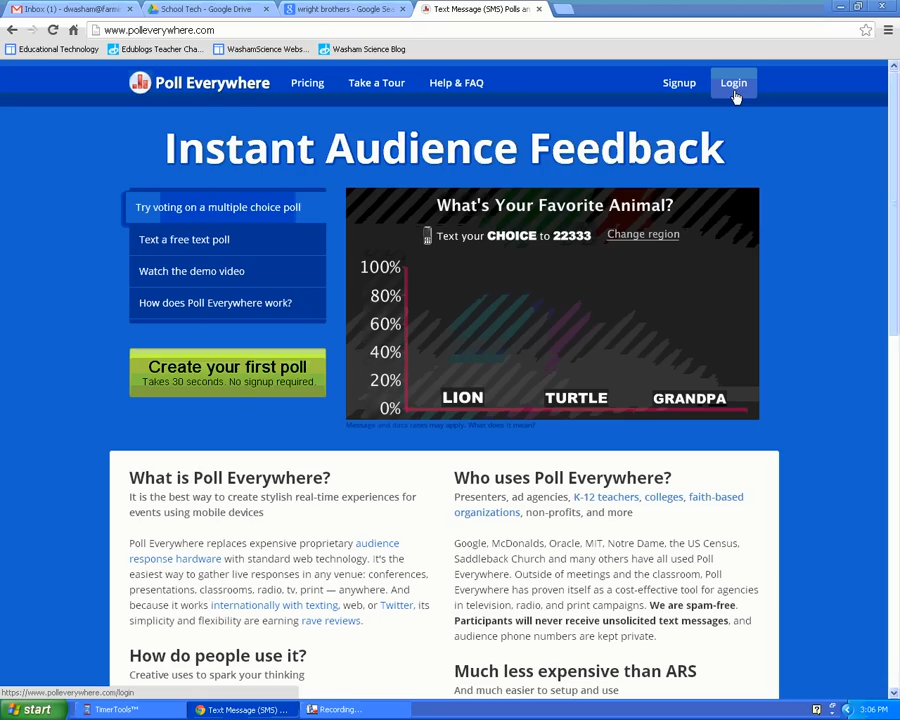 Inbox (1) - dwasham@farmi
School Tech - Google Drive
wright brothers - Google Sea
Text Message (SMS) Polls an
www.polleverywhere.com
Educational Technology
Edublogs Teacher Cha...
WashamScience Webs...
Washam Science Blog
Poll Everywhere
Pricing
Take a Tour
Help & FAQ
Signup
Login
Instant Audience Feedback
Try voting on a multiple choice poll
Text a free text poll
Watch the demo video
How does Poll Everywhere work?
Create your first poll
Takes 30 seconds. No signup required.
What's Your Favorite Animal?
Text your CHOICE to 22333
Change region
100%
80%
60%
40%
20%
0%
LION
TURTLE
GRANDPA
Message and data rates may apply. What does it mean?
What is Poll Everywhere?
It is the best way to create stylish real-time experiences for
events using mobile devices
Poll Everywhere replaces expensive proprietary audience
response hardware with standard web technology. It's the
easiest way to gather live responses in any venue: conferences,
presentations, classrooms, radio, tv, print — anywhere. And
because it works internationally with texting, web, or Twitter, its
simplicity and flexibility are earning rave reviews.
How do people use it?
Creative uses to spark your thinking
Who uses Poll Everywhere?
Presenters, ad agencies, K-12 teachers, colleges, faith-based
organizations, non-profits, and more
Google, McDonalds, Oracle, MIT, Notre Dame, the US Census,
Saddleback Church and many others have all used Poll
Everywhere. Outside of meetings and the classroom, Poll
Everywhere has proven itself as a cost-effective tool for agencies
in television, radio, and print campaigns. We are spam-free.
Participants will never receive unsolicited text messages, and
audience phone numbers are kept private.
Much less expensive than ARS
And much easier to setup and use
https://www.polleverywhere.com/login
start
TimerTools™
Text Message (SMS) ...
Recording...
3:06 PM